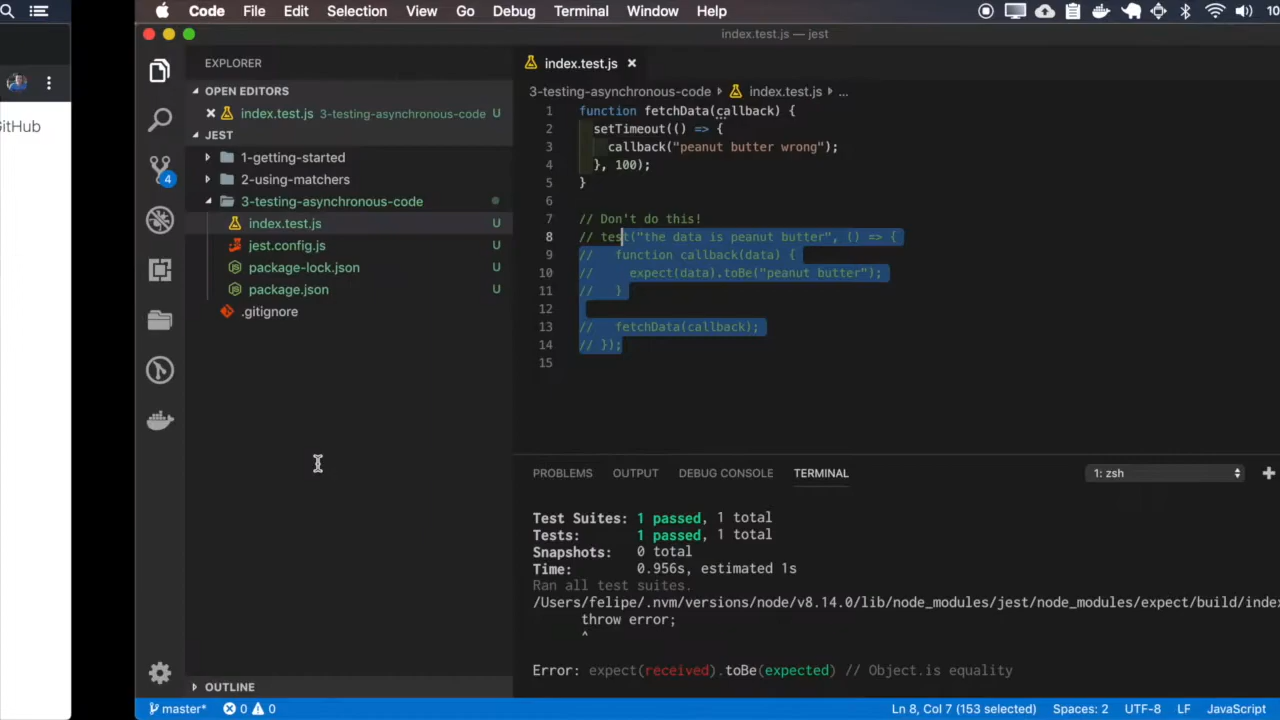 Code File Edit Selection View Go Debug Terminal Window Help 10
index.test.js — jest
itHub
EXPLORER
OPEN EDITORS
index.test.js 3-testing-asynchronous-code U
JEST
1-getting-started
2-using-matchers
3-testing-asynchronous-code
index.test.js U
jest.config.js U
package-lock.json U
package.json U
.gitignore
4
OUTLINE
index.test.js
3-testing-asynchronous-code › index.test.js › ...
1 function fetchData(callback) {
2 setTimeout(() => {
3 callback("peanut butter wrong");
4 }, 100);
5 }
6
7 // Don't do this!
8 // test("the data is peanut butter", () => {
9 // function callback(data) {
10 // expect(data).toBe("peanut butter");
11 // }
12
13 // fetchData(callback);
14 // });
15
PROBLEMS OUTPUT DEBUG CONSOLE TERMINAL 1: zsh
Test Suites: 1 passed, 1 total
Tests: 1 passed, 1 total
Snapshots: 0 total
Time: 0.956s, estimated 1s
Ran all test suites.
/Users/felipe/.nvm/versions/node/v8.14.0/lib/node_modules/jest/node_modules/expect/build/index
throw error;
^
Error: expect(received).toBe(expected) // Object.is equality
master* 0 0 Ln 8, Col 7 (153 selected) Spaces: 2 UTF-8 LF JavaScript